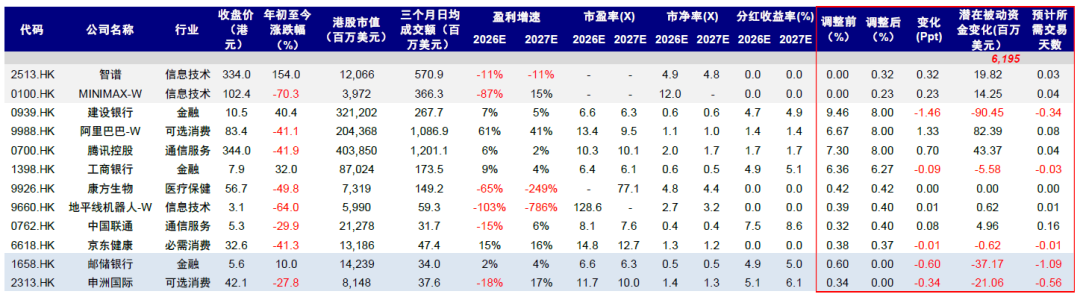 代码 公司名称 行业 收盘价(港元) 年初至今涨跌幅(%) 港股市值(百万美元) 三个月日均成交额(百万美元) 盈利增速 市盈率(X) 市净率(X) 分红收益率(%) 调整前(%) 调整后(%) 变化(Ppt) 潜在被动资金变化(百万美元) 预计所需交易天数
2026E 2027E 2026E 2027E 2026E 2027E 2026E 2027E
6,195
2513.HK 智谱 信息技术 334.0 154.0 12,066 570.9 -11% -11% - - 4.9 4.8 0.0 0.0 0.00 0.32 0.32 19.82 0.03
0100.HK MINIMAX-W 信息技术 102.4 -70.3 3,972 366.3 -87% 15% - - 12.0 - 0.0 0.0 0.00 0.23 0.23 14.25 0.04
0939.HK 建设银行 金融 10.5 40.4 321,202 267.7 7% 5% 6.6 6.3 0.6 0.6 4.7 4.9 9.46 8.00 -1.46 -90.45 -0.34
9988.HK 阿里巴巴-W 可选消费 83.4 -41.1 204,368 1,086.9 61% 41% 13.4 9.5 1.1 1.0 1.4 1.4 6.67 8.00 1.33 82.39 0.08
0700.HK 腾讯控股 通信服务 344.0 -41.9 403,850 1,201.1 6% 2% 10.3 10.1 2.0 1.7 1.7 1.7 7.30 8.00 0.70 43.37 0.04
1398.HK 工商银行 金融 7.9 32.0 87,024 173.5 9% 4% 6.4 6.1 0.6 0.5 4.9 5.1 6.36 6.27 -0.09 -5.58 -0.03
9926.HK 康方生物 医疗保健 56.7 -49.8 7,319 149.2 -65% -249% - 77.1 4.8 4.4 0.0 0.0 0.42 0.42 0.00 0.00 0.00
9660.HK 地平线机器人-W 信息技术 3.1 -64.0 5,990 59.3 -103% -786% 128.6 - 2.7 3.2 0.0 0.0 0.39 0.40 0.01 0.62 0.01
0762.HK 中国联通 通信服务 5.3 -29.9 21,278 31.7 -15% 6% 8.1 7.6 0.4 0.4 7.5 8.6 0.32 0.40 0.08 4.96 0.16
6618.HK 京东健康 必需消费 32.6 -41.3 13,186 47.4 15% 16% 14.8 12.7 1.3 1.2 0.0 0.0 0.38 0.37 -0.01 -0.62 -0.01
1658.HK 邮储银行 金融 5.6 10.0 14,239 34.0 2% 4% 6.6 6.3 0.5 0.5 4.9 5.0 0.60 0.00 -0.60 -37.17 -1.09
2313.HK 申洲国际 可选消费 42.1 -27.8 8,148 37.6 -18% 17% 11.7 10.0 1.4 1.3 5.1 6.1 0.34 0.00 -0.34 -21.06 -0.56